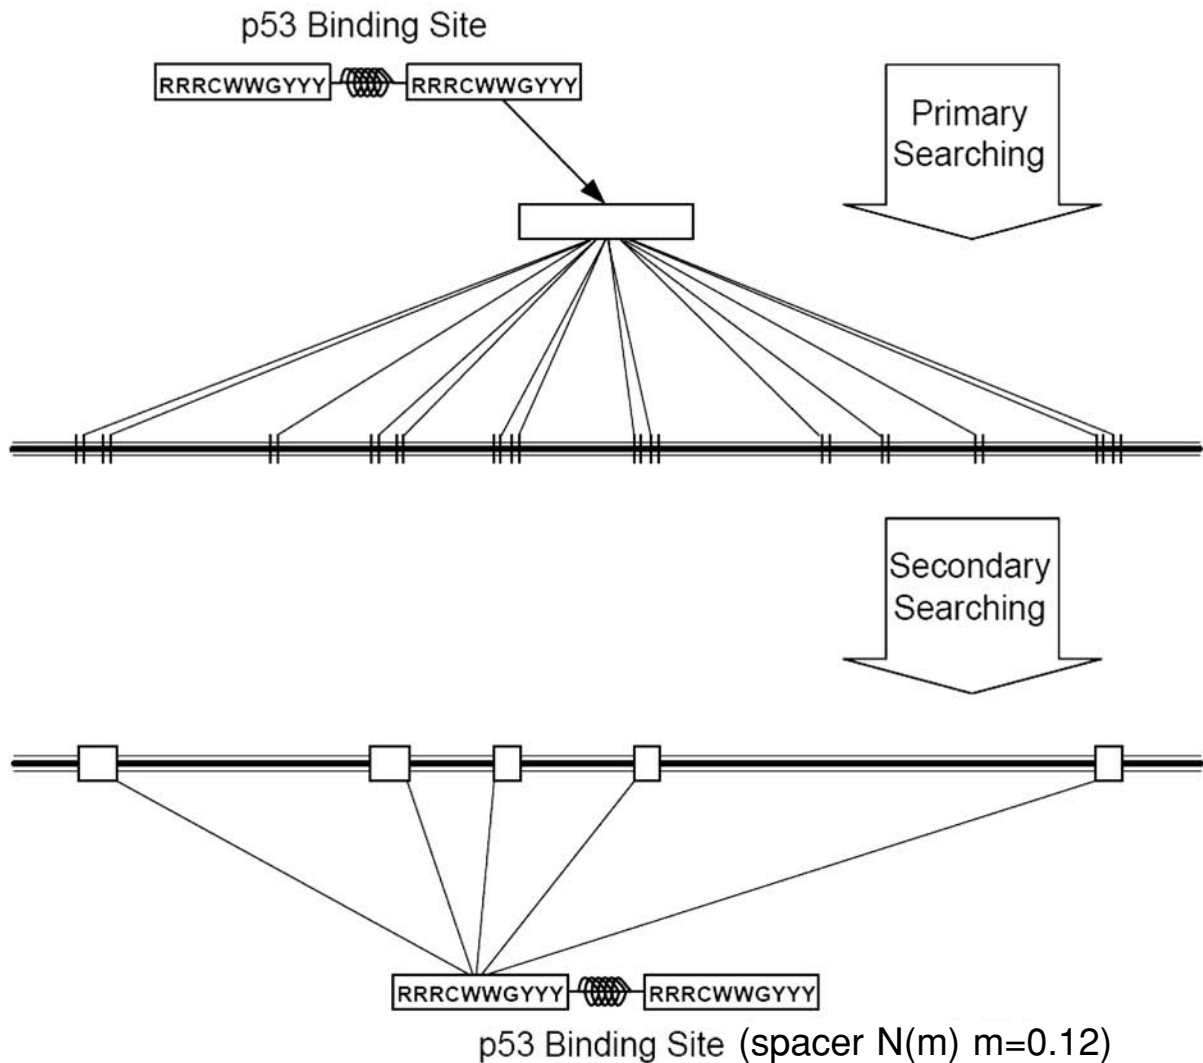 p53 Binding Site
RRRCWWGYYY RRRCWWGYYY
Primary
Searching
Secondary
Searching
RRRCWWGYYY RRRCWWGYYY
p53 Binding Site (spacer N(m) m=0.12)